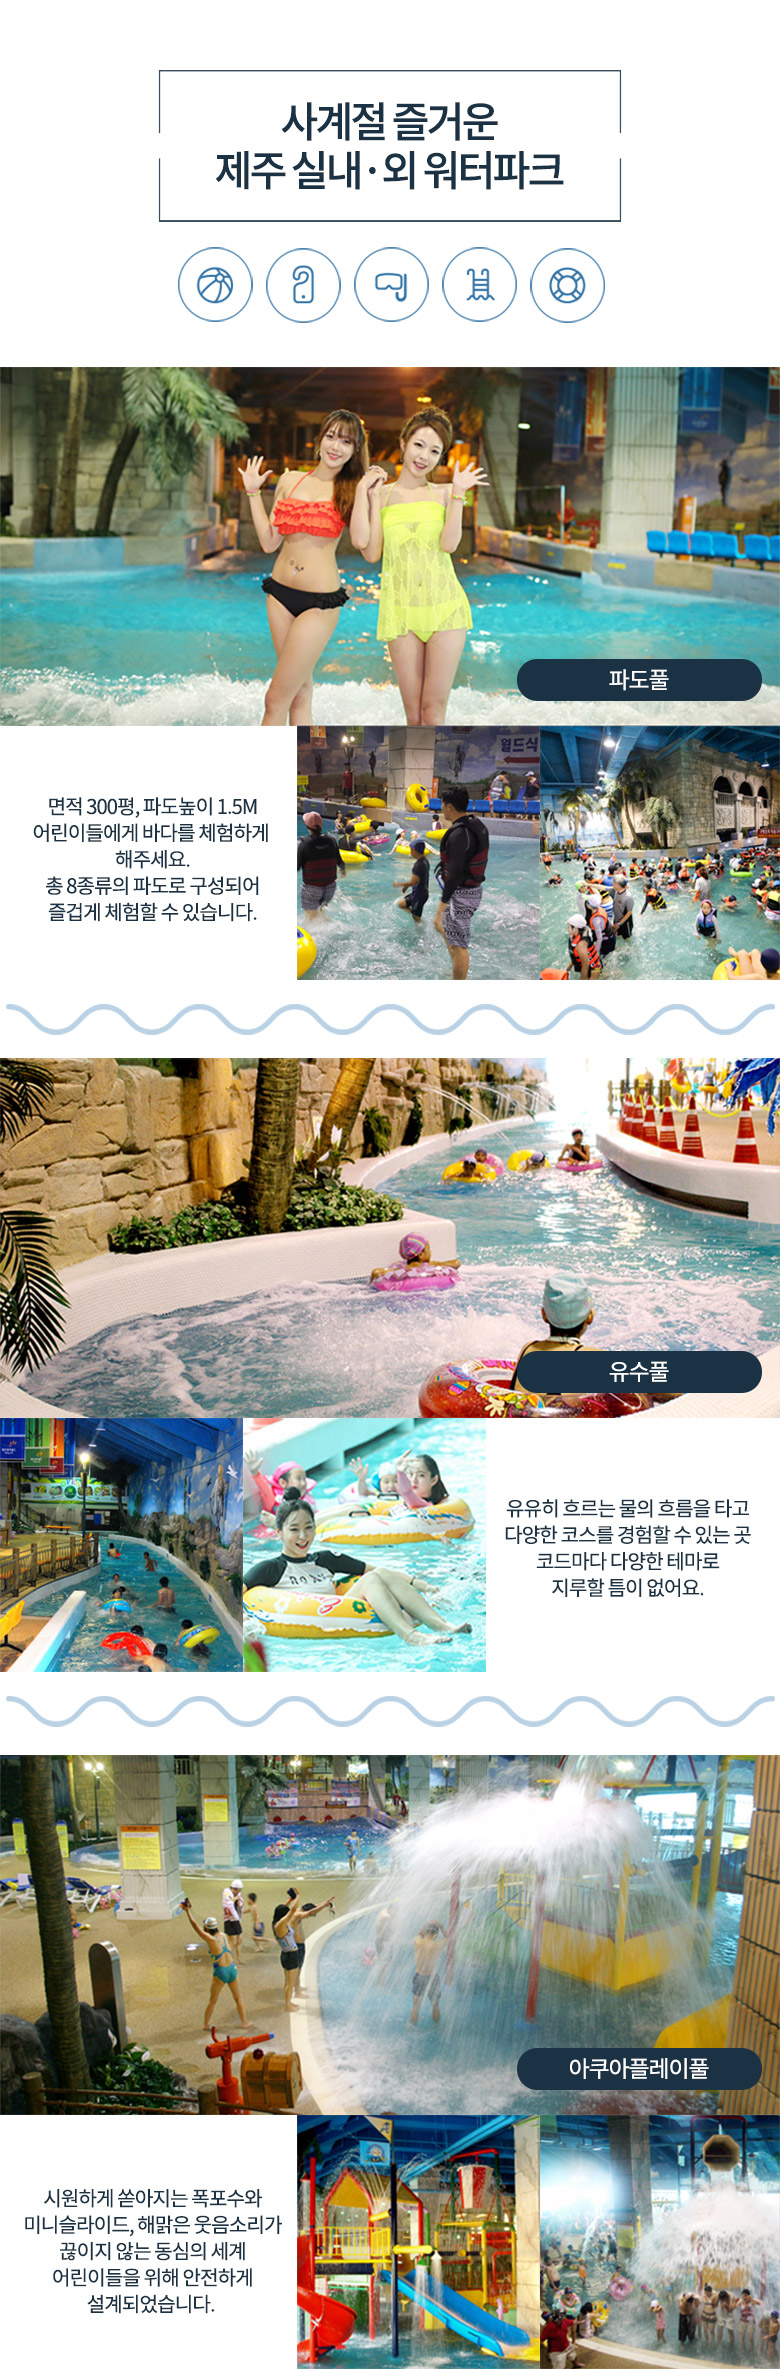 사계절 즐거운
제주 실내·외 워터파크
파도풀
월드식
면적 300평, 파도높이 1.5M
어린이들에게 바다를 체험하게
해주세요.
총 8종류의 파도로 구성되어
즐겁게 체험할 수 있습니다.
유수풀
유유히 흐르는 물의 흐름을 타고
다양한 코스를 경험할 수 있는 곳
코드마다 다양한 테마로
지루할 틈이 없어요.
아쿠아플레이풀
시원하게 쏟아지는 폭포수와
미니슬라이드, 해맑은 웃음소리가
끊이지 않는 동심의 세계
어린이들을 위해 안전하게
설계되었습니다.